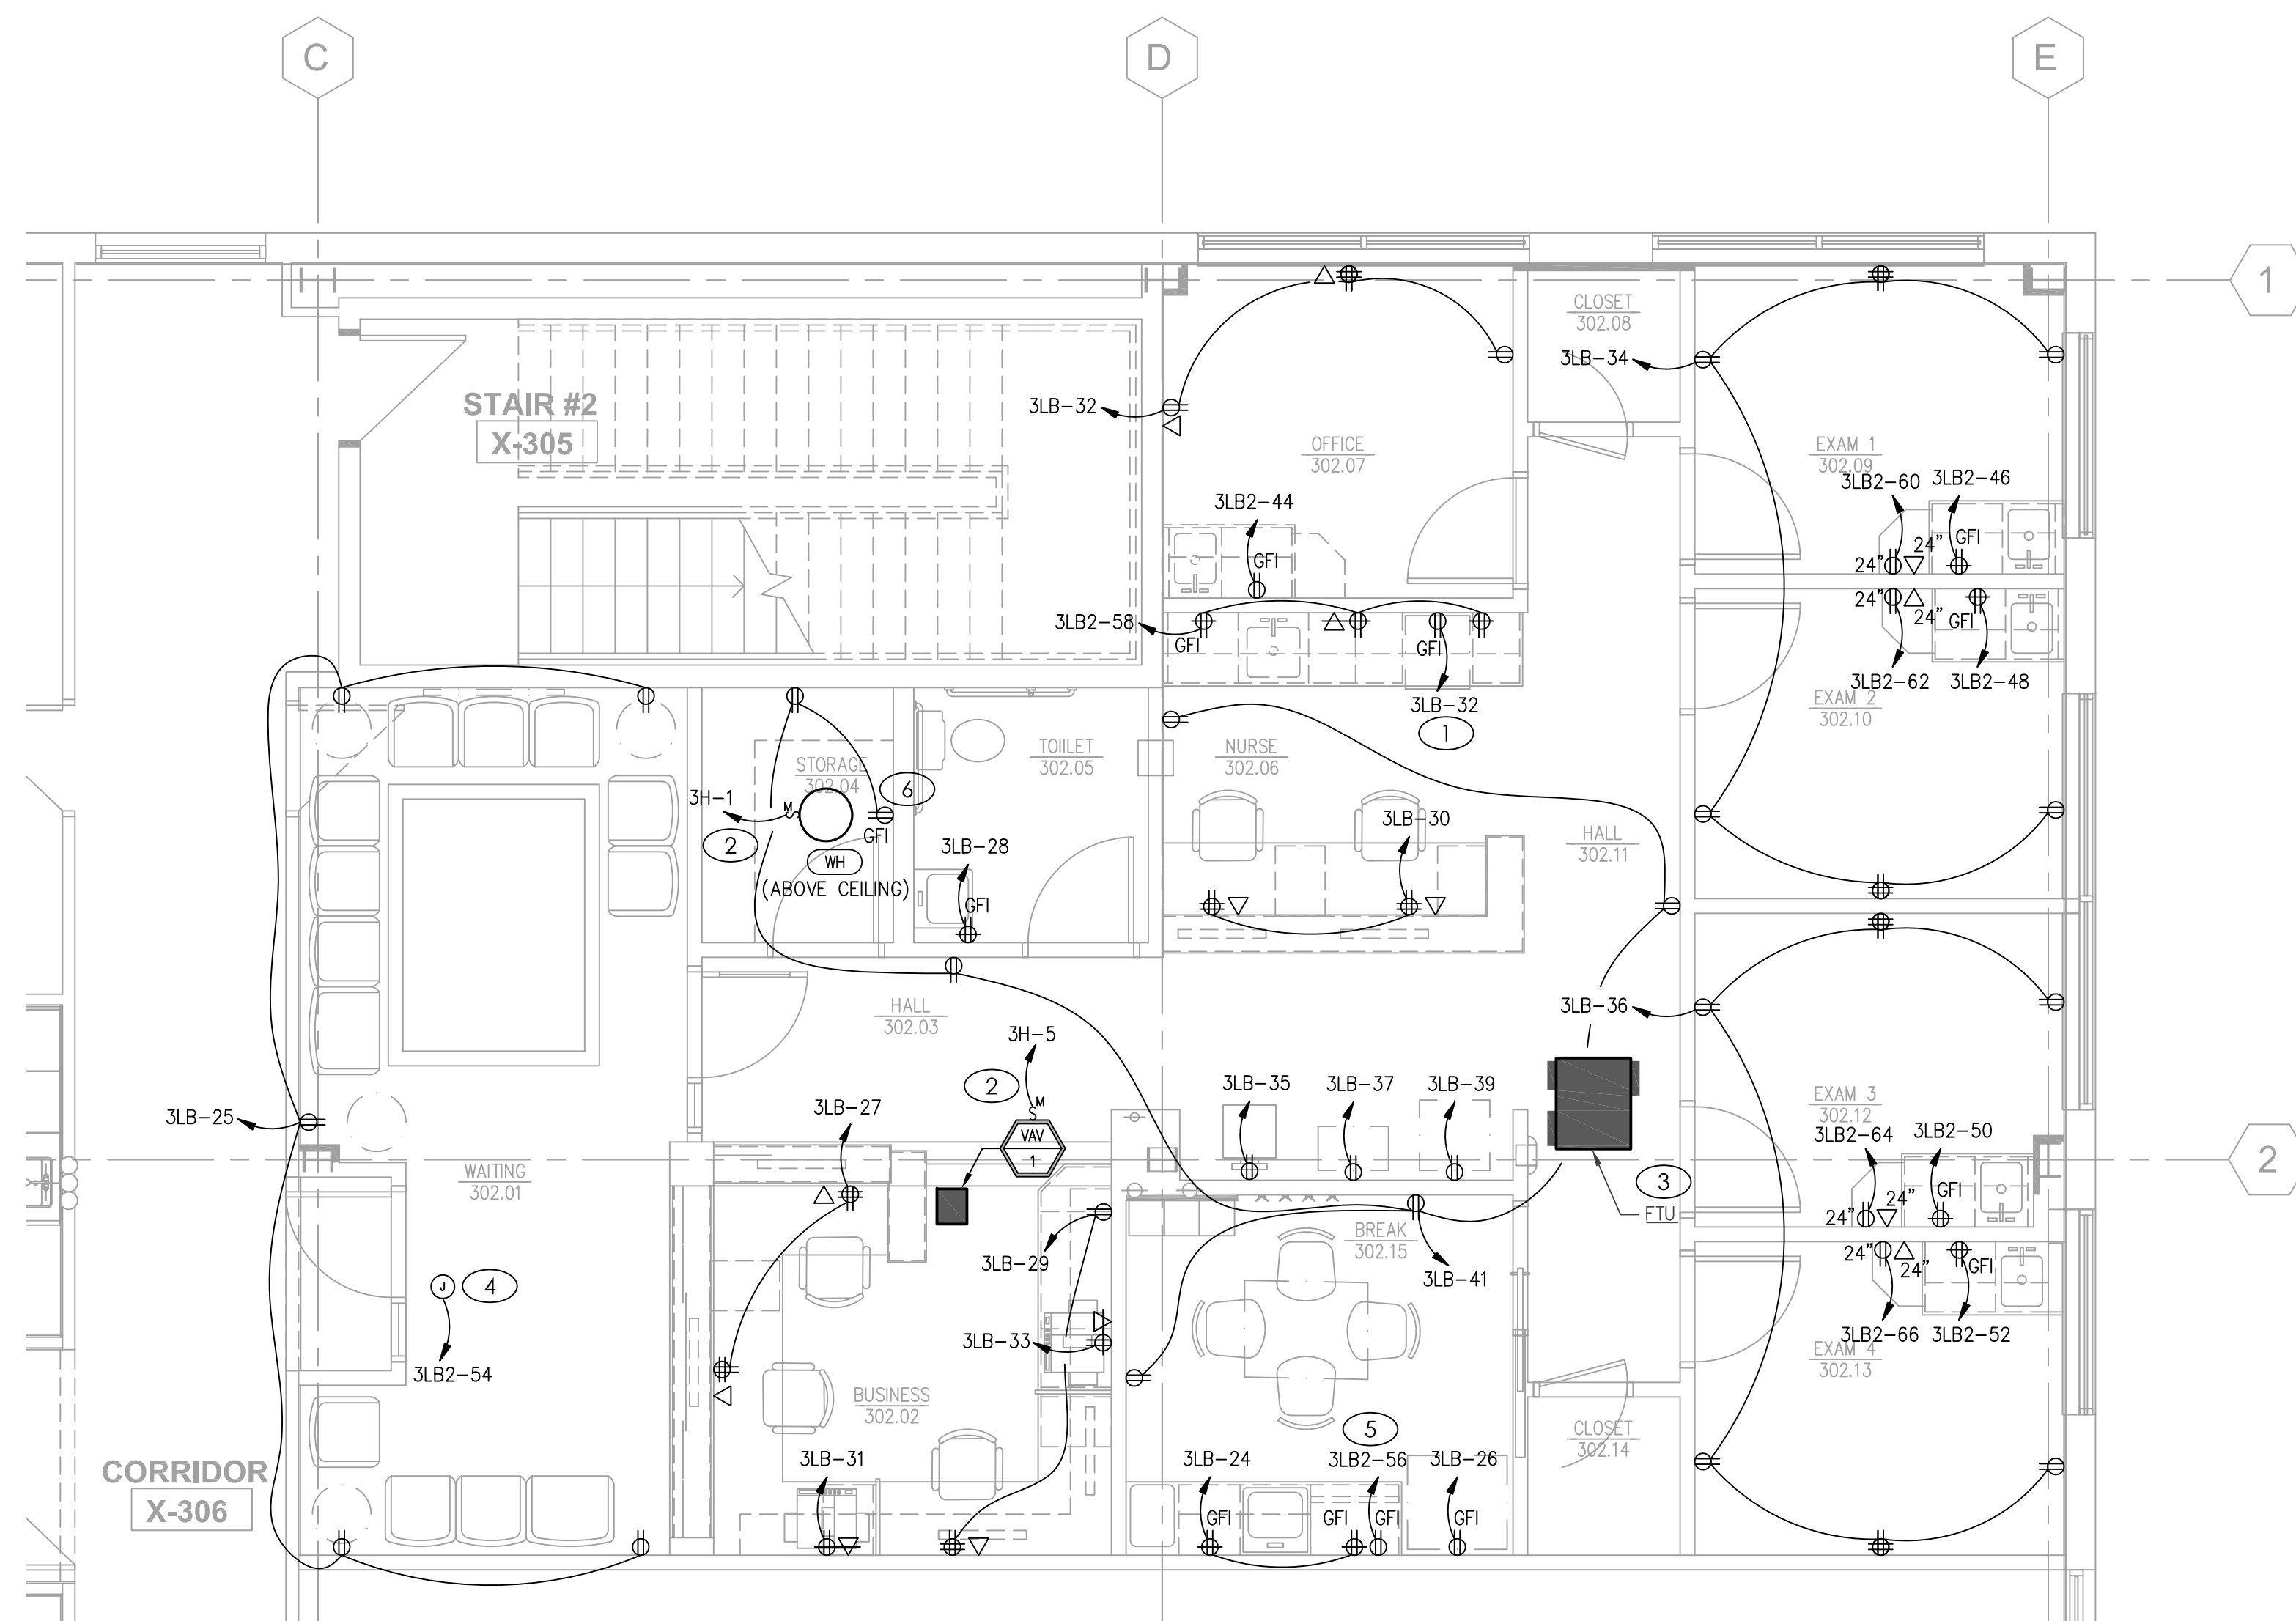 C
D
E
1
CLOSET
302.08
3LB-34
STAIR #2
X-305
3LB-32
OFFICE
302.07
EXAM 1
302.09
3LB2-60
3LB2-46
3LB2-44
GFI
24"
24"
GFI
3LB2-58
GFI
GFI
24"
24"
GFI
3LB2-62
3LB2-48
EXAM 2
302.10
3LB-32
1
STORAGE
302.04
TOIILET
302.05
NURSE
302.06
3H-1
M
S
6
GFI
2
WH
(ABOVE CEILING)
3LB-28
GFI
3LB-30
HALL
302.11
HALL
302.03
3H-5
2
M
S
VAV
1
3LB-36
3LB-35
3LB-37
3LB-39
3LB-27
3LB-25
EXAM 3
302.12
3LB2-64
3LB2-50
24"
24"
GFI
2
WAITING
302.01
3
FTU
BREAK
302.15
3LB-29
3LB-41
J
4
3LB2-54
3LB-33
24"
24"
GFI
3LB2-66
3LB2-52
EXAM 4
302.13
BUSINESS
302.02
5
CLOSET
302.14
3LB-31
3LB-24
3LB2-56
3LB-26
GFI
GFI
GFI
GFI
CORRIDOR
X-306